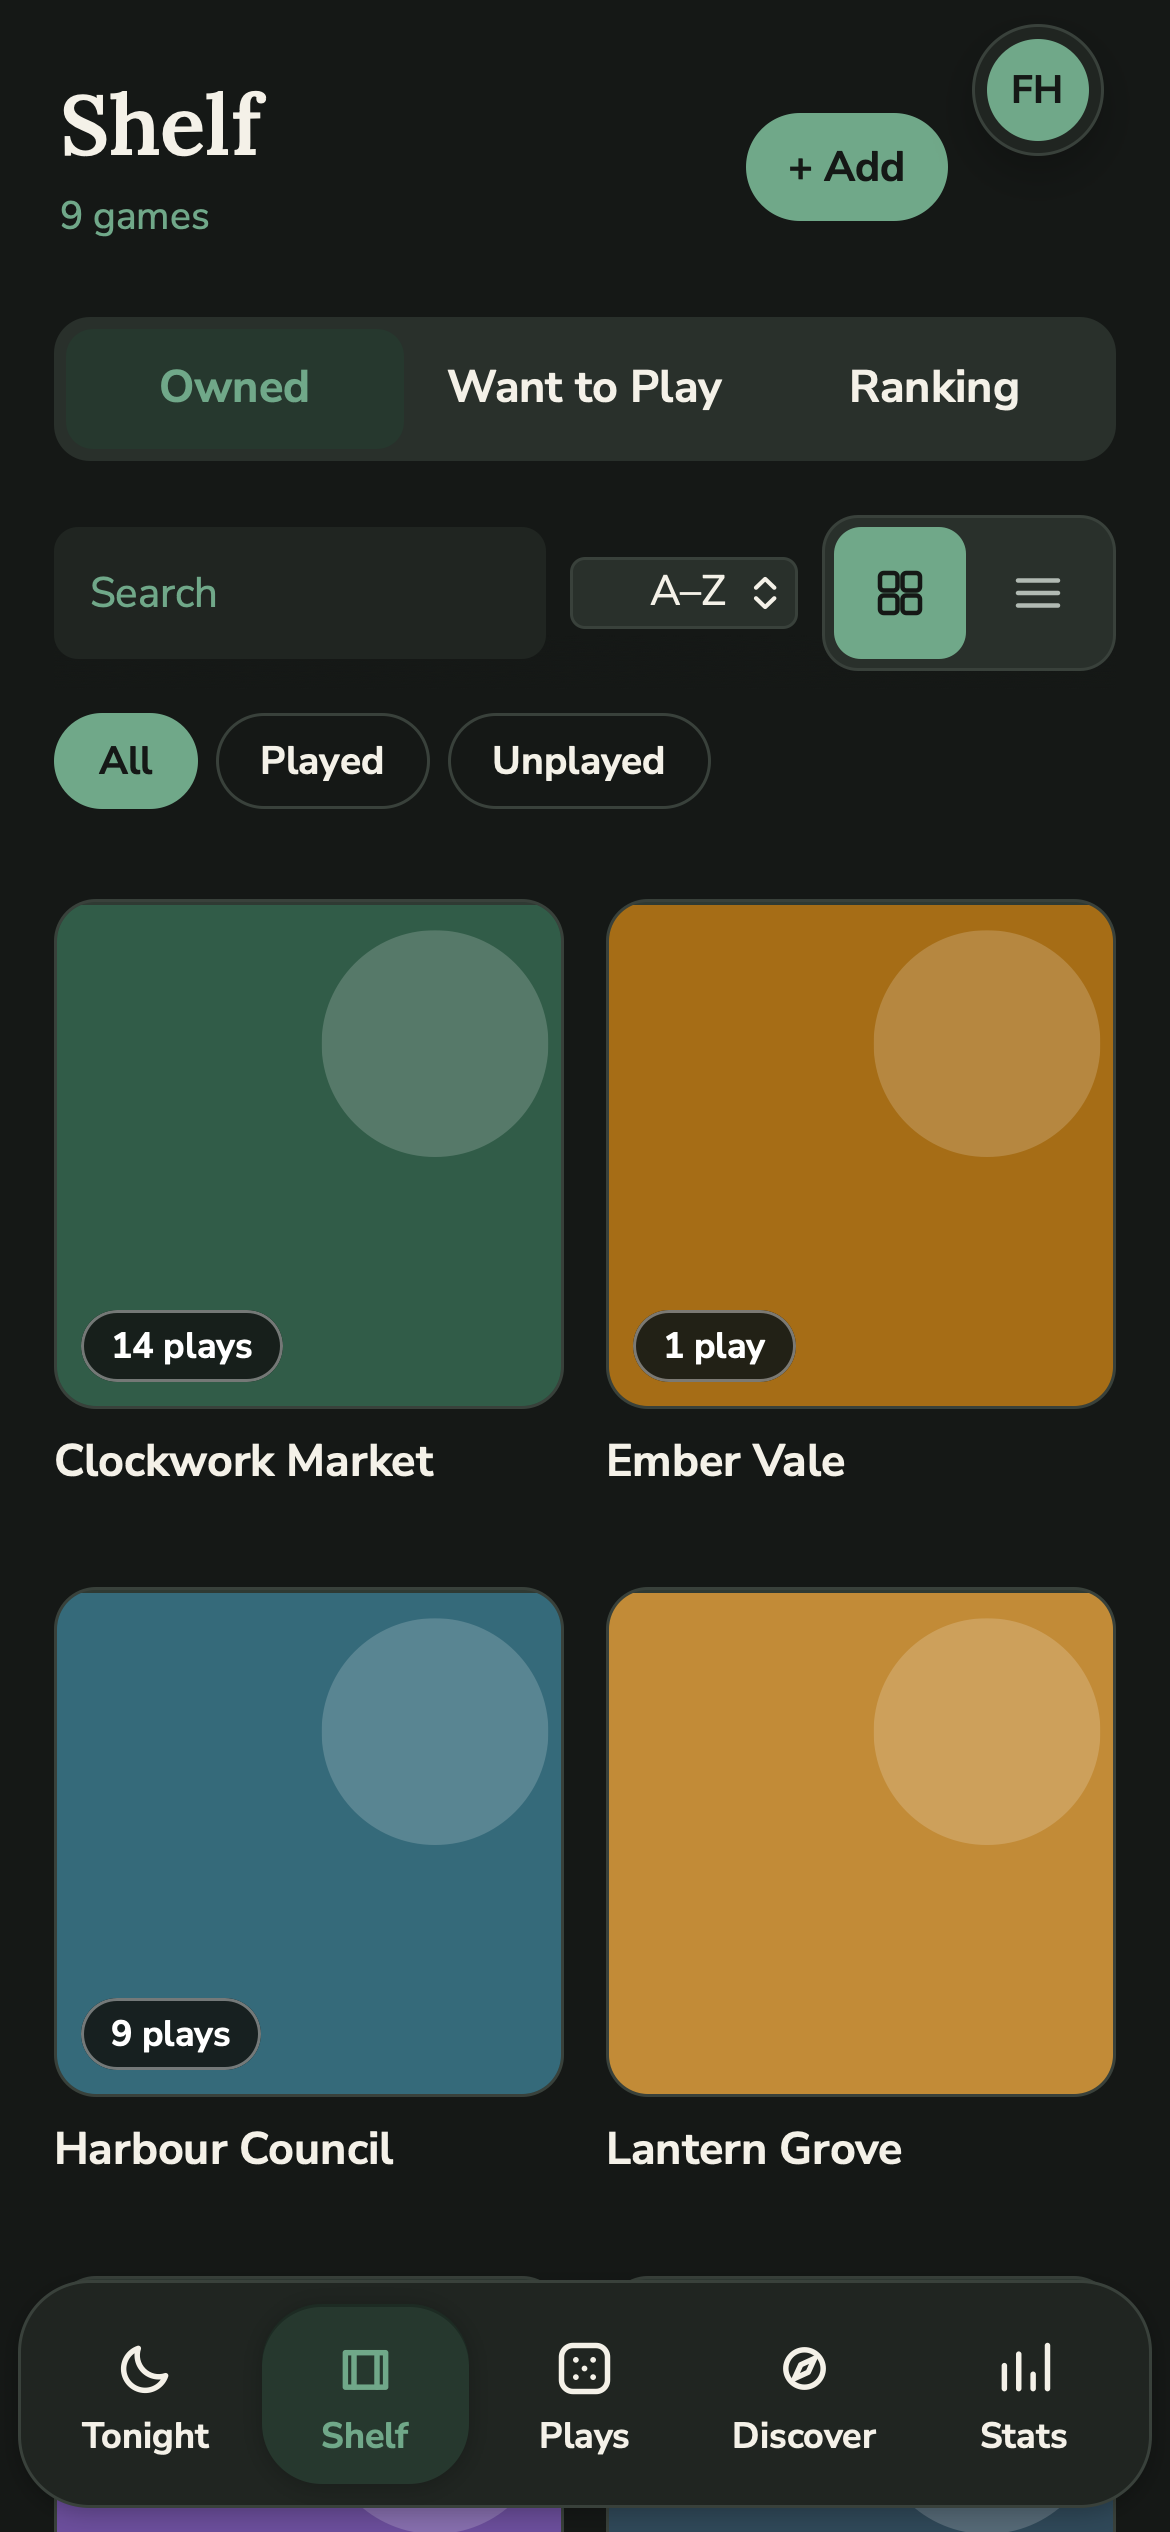 Shelf
9 games
+ Add
FH
Owned
Want to Play
Ranking
Search
A–Z
All
Played
Unplayed
14 plays
1 play
Clockwork Market
Ember Vale
9 plays
Harbour Council
Lantern Grove
Tonight
Shelf
Plays
Discover
Stats